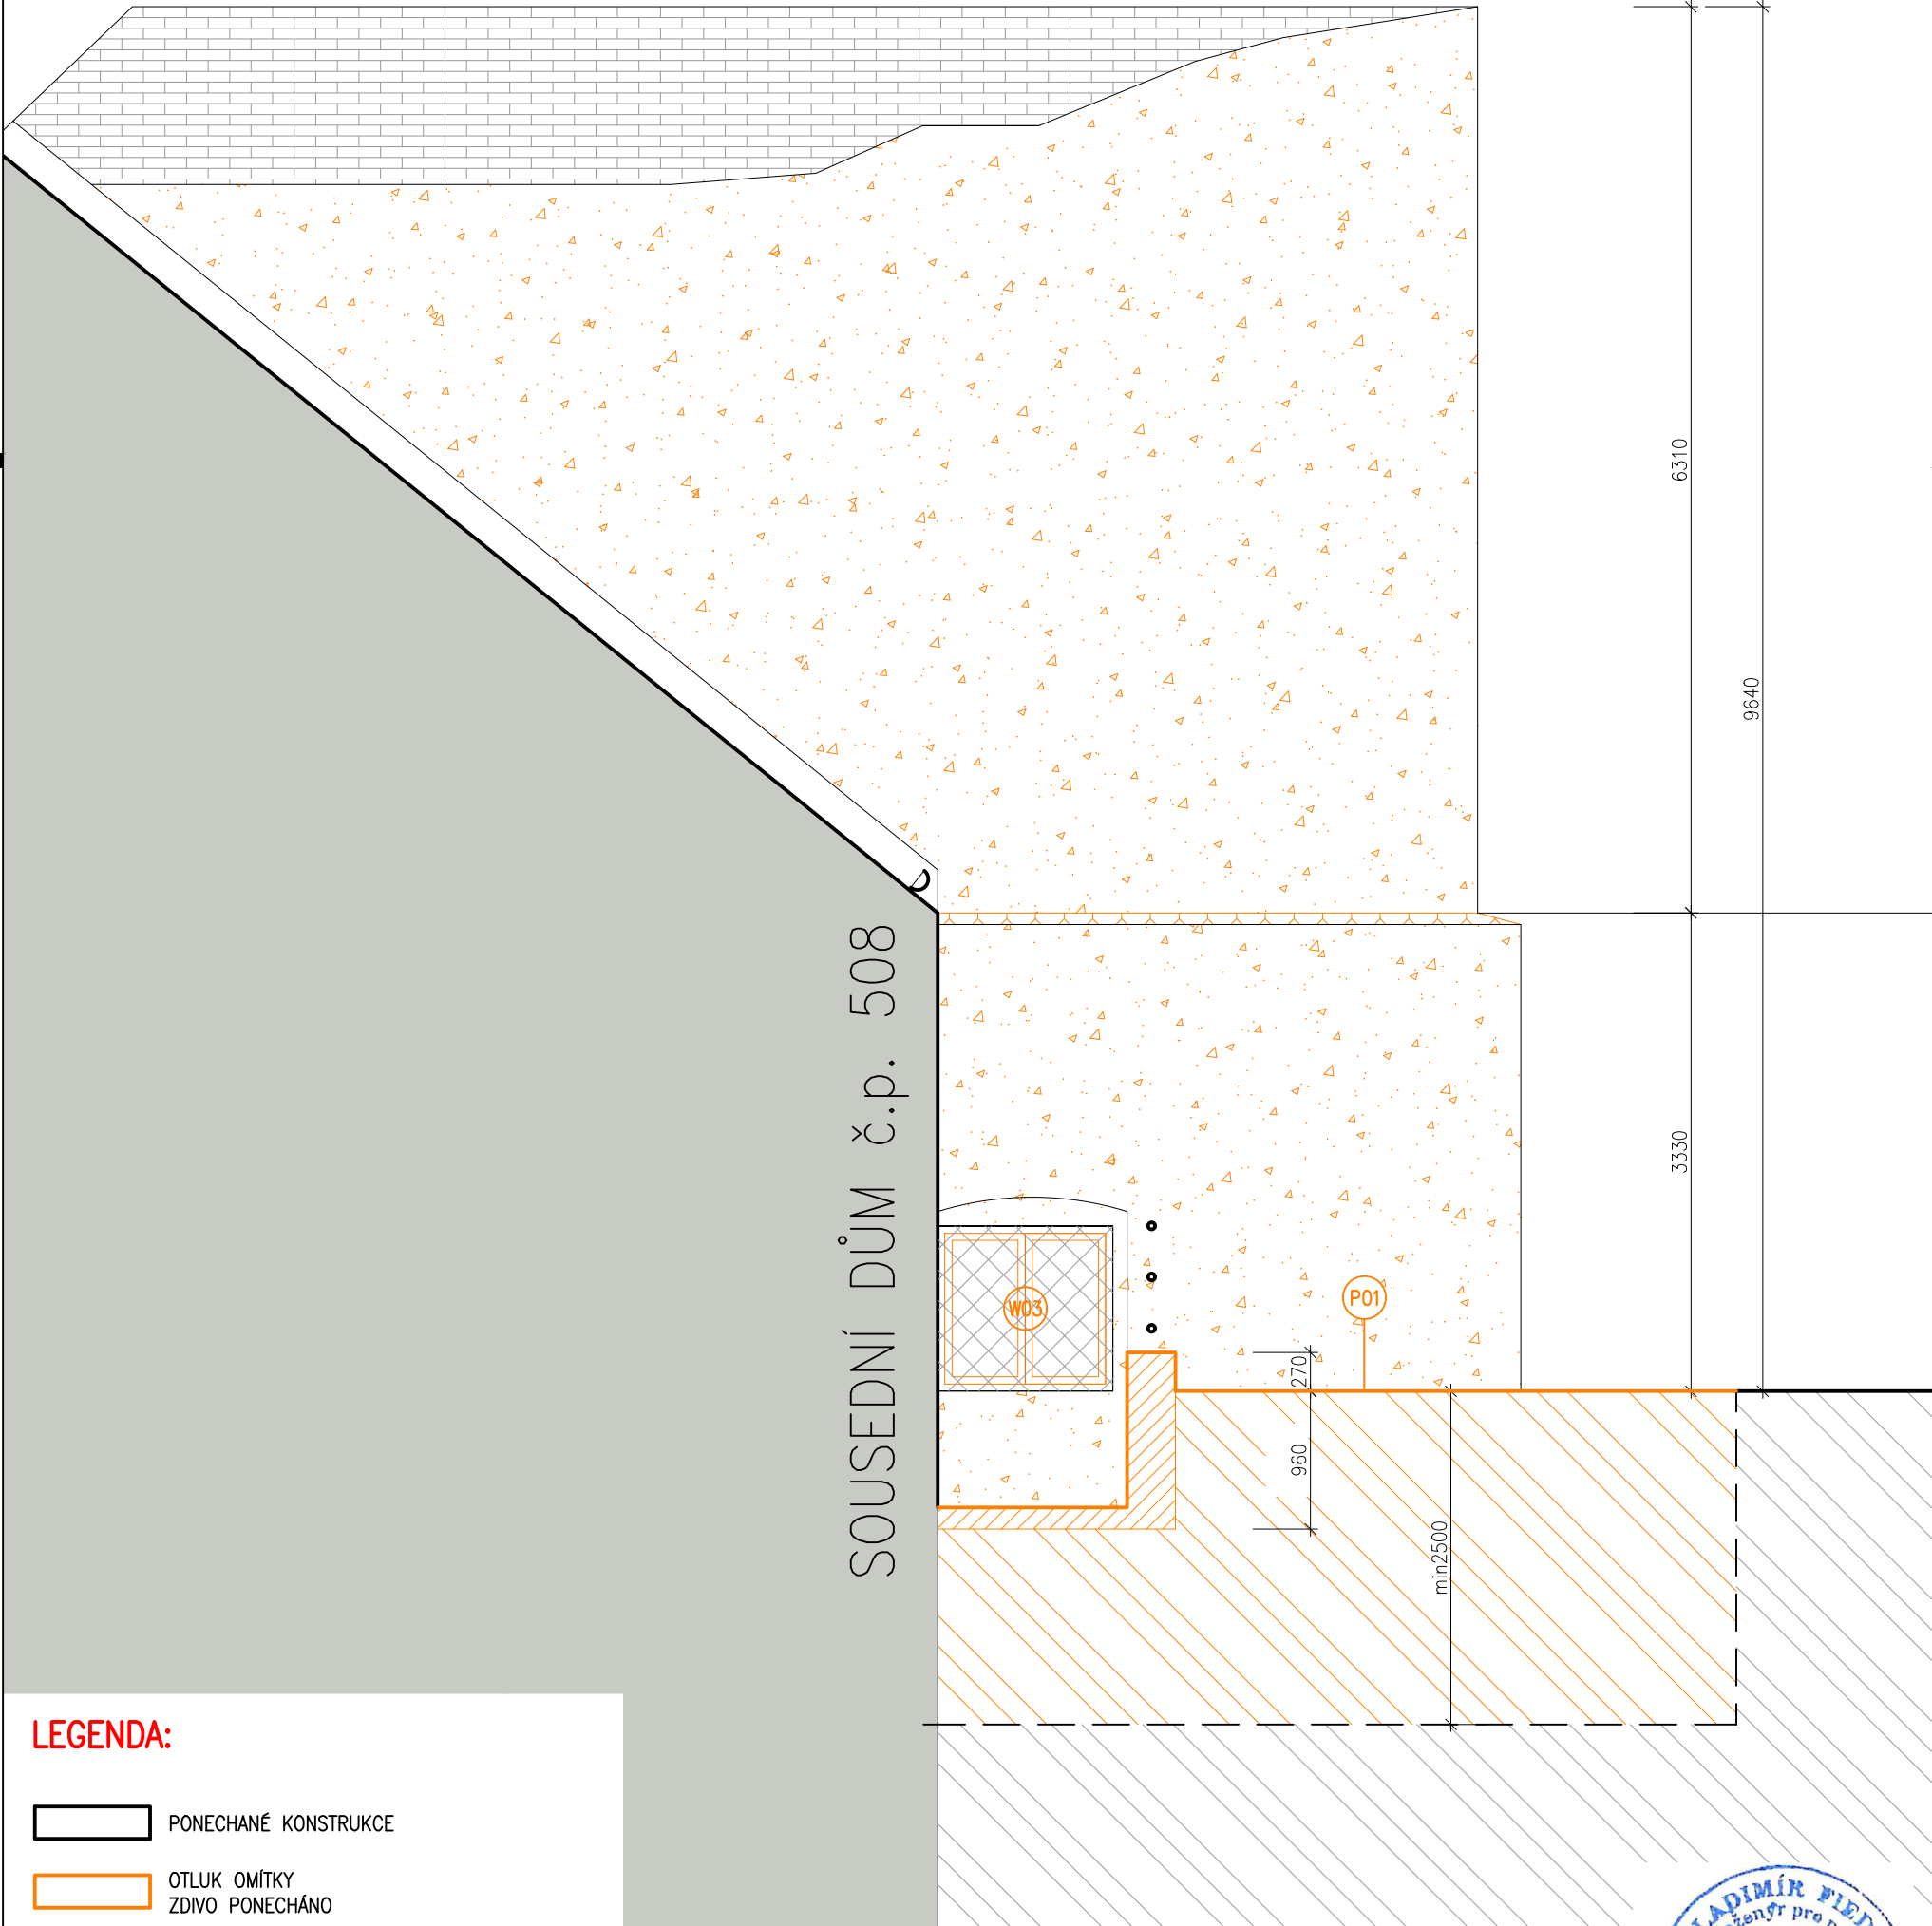 6310
9640
SOUSEDNÍ DŮM č.p. 508
3330
W03
P01
270
960
min2500
LEGENDA:
PONECHANÉ KONSTRUKCE
OTLUK OMÍTKY
ZDIVO PONECHÁNO